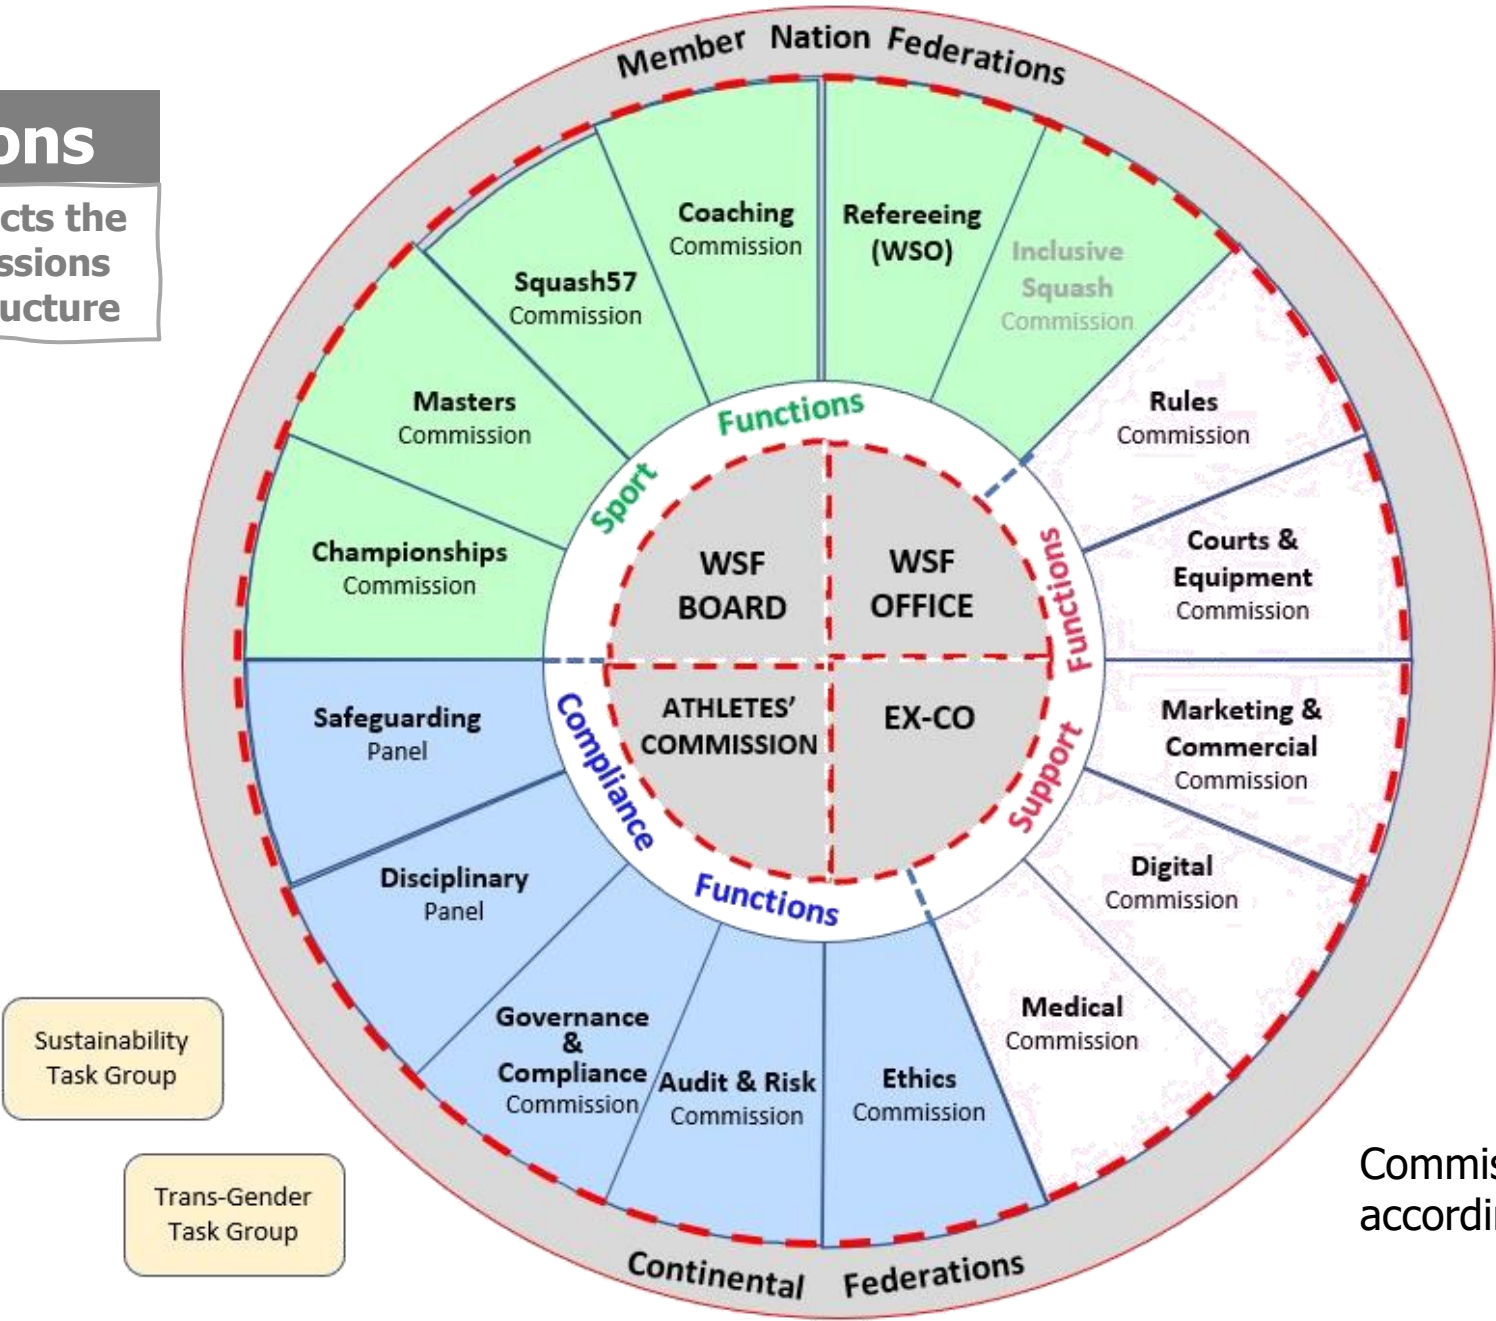 ons
cts the
ssions
ucture
Member Nation Federations
Coaching
Commission
Refereeing
(WSO)
Inclusive
Squash
Commission
Squash57
Commission
Masters
Commission
Championships
Commission
Rules
Commission
Courts &
Equipment
Commission
Marketing &
Commercial
Commission
Digital
Commission
Medical
Commission
Ethics
Commission
Audit & Risk
Commission
Governance
&
Compliance
Commission
Disciplinary
Panel
Safeguarding
Panel
Sport Functions
Functions
Support
Compliance Functions
WSF
BOARD
WSF
OFFICE
ATHLETES’
COMMISSION
EX-CO
Continental Federations
Sustainability
Task Group
Trans-Gender
Task Group
Commis
accordi